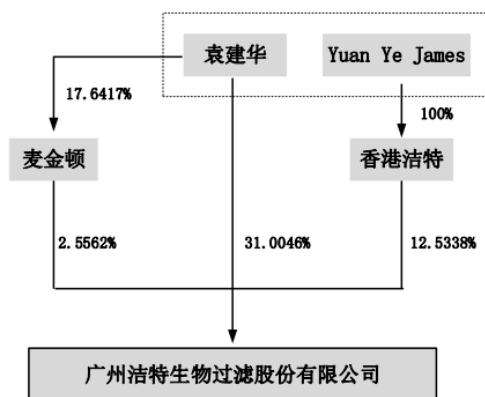 袁建华
Yuan Ye James
17.6417%
100%
麦金顿
香港洁特
2.5562%
31.0046%
12.5338%
广州洁特生物过滤股份有限公司